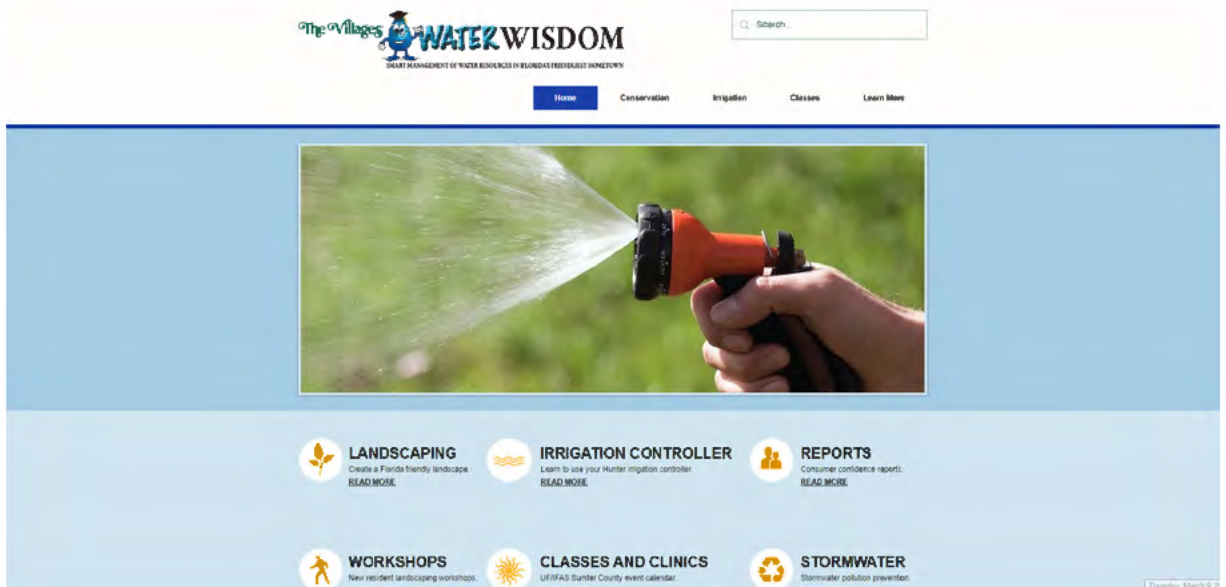 The Villages
WATER WISDOM
SMART MANAGEMENT OF WATER RESOURCES IN FLORIDA'S FRIENDLIEST HOMETOWN
Search...
Home Conservation Irrigation Classes Learn More
LANDSCAPING
Create a Florida friendly landscape.
READ MORE
IRRIGATION CONTROLLER
Learn to use your Hunter irrigation controller.
READ MORE
REPORTS
Consumer confidence reports.
READ MORE
WORKSHOPS
New resident landscaping workshops.
CLASSES AND CLINICS
UF/IFAS Sumter County event calendar.
STORMWATER
Stormwater pollution prevention.